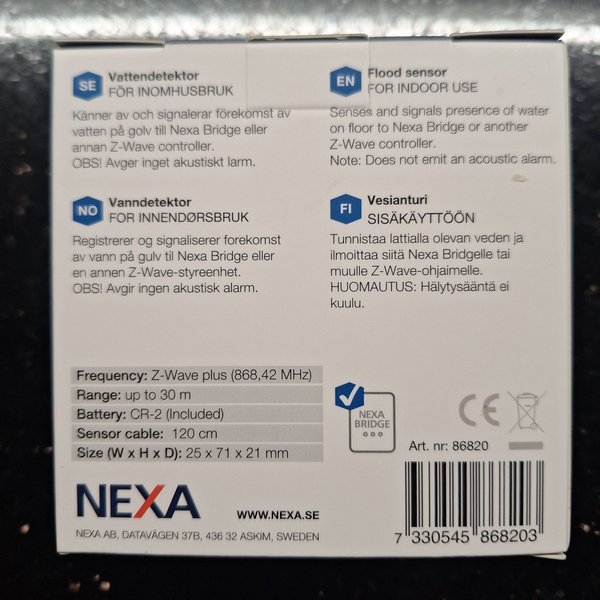 SE
Vattendetektor
FÖR INOMHUSBRUK
Känner av och signalerar förekomst av
vatten på golv till Nexa Bridge eller
annan Z-Wave controller.
OBS! Avger inget akustiskt larm.
EN
Flood sensor
FOR INDOOR USE
Senses and signals presence of water
on floor to Nexa Bridge or another
Z-Wave controller.
Note: Does not emit an acoustic alarm.
NO
Vanndetektor
FOR INNENDØRSBRUK
Registrerer og signaliserer forekomst
av vann på gulv til Nexa Bridge eller
en annen Z-Wave-styreenhet.
OBS! Avgir ingen akustisk alarm.
FI
Vesianturi
SISÄKÄYTTÖÖN
Tunnistaa lattialla olevan veden ja
ilmoittaa siitä Nexa Bridgelle tai
muulle Z-Wave-ohjaimelle.
HUOMAUTUS: Hälytysääntä ei
kuulu.
Frequency: Z-Wave plus (868,42 MHz)
Range: up to 30 m
Battery: CR-2 (Included)
Sensor cable: 120 cm
Size (W x H x D): 25 x 71 x 21 mm
NEXA
BRIDGE
CE
Art. nr: 86820
NEXA
WWW.NEXA.SE
NEXA AB, DATAVÄGEN 37B, 436 32 ASKIM, SWEDEN
7 330545 868203